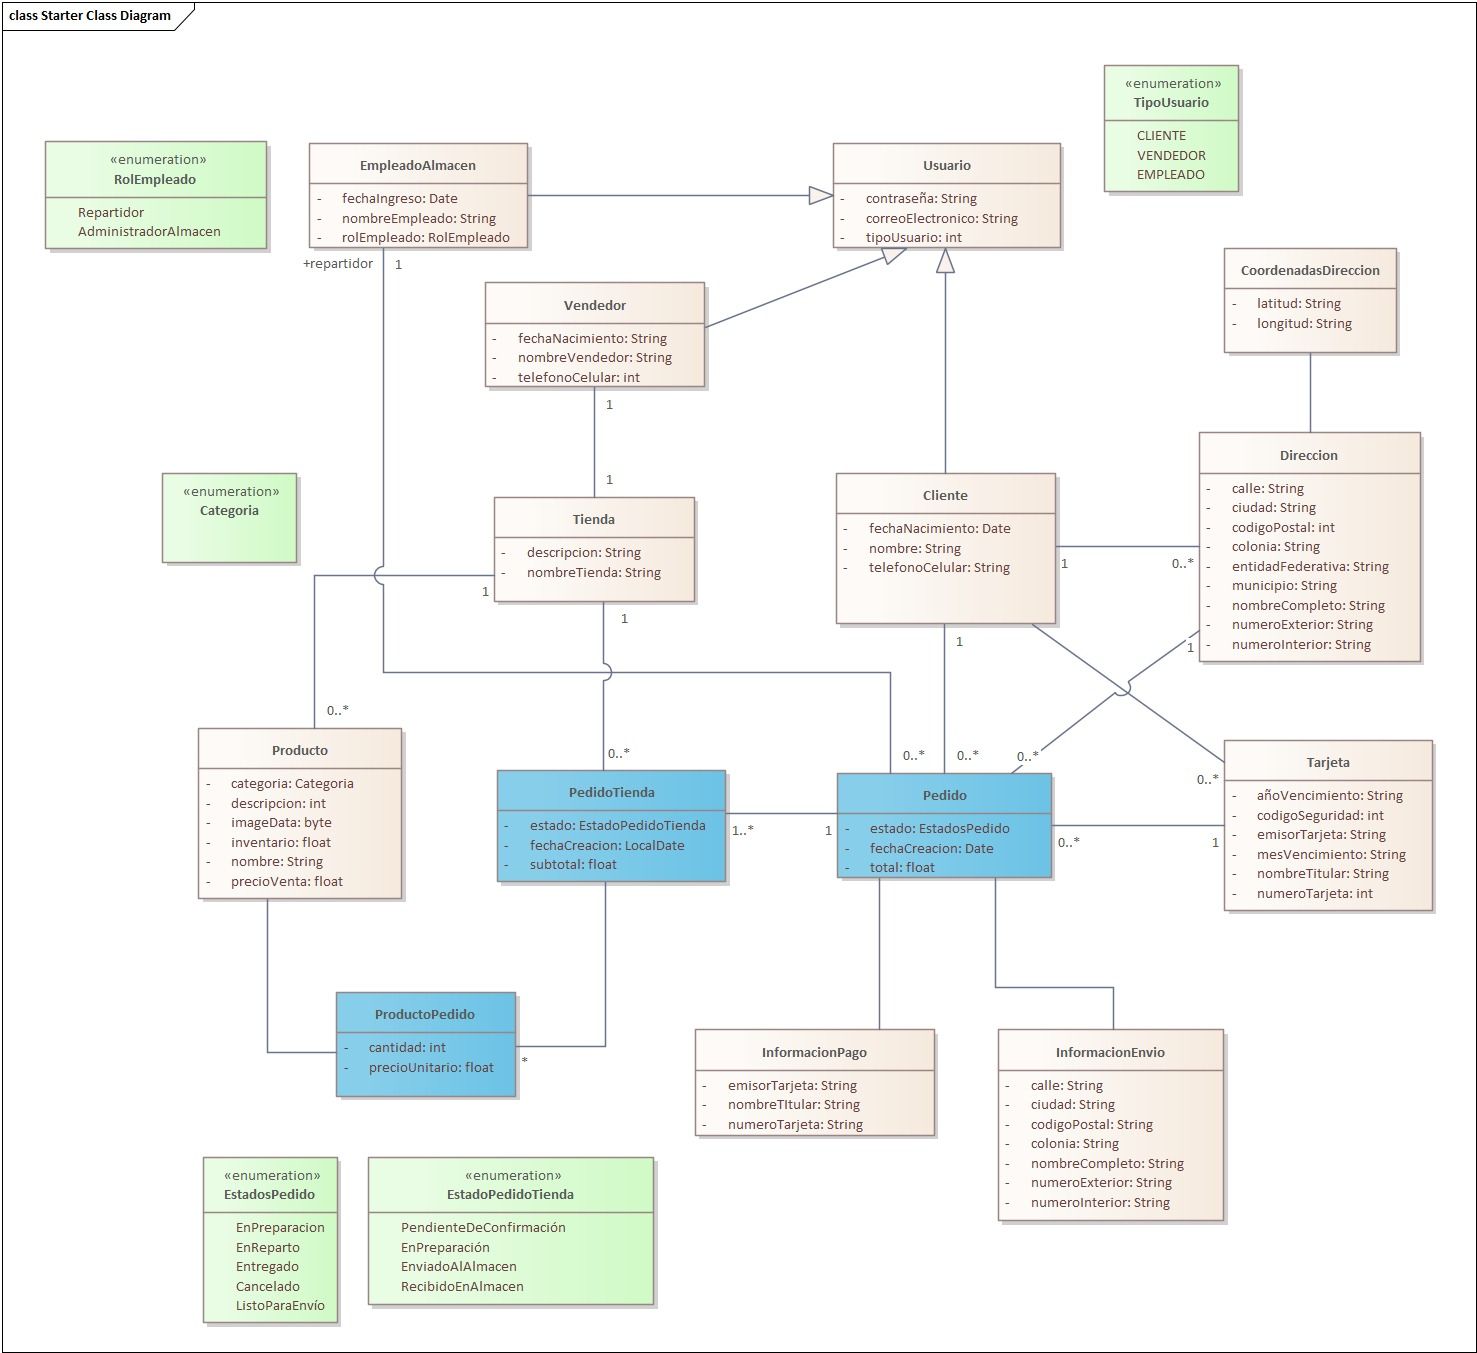 class Starter Class Diagram
«enumeration»
TipoUsuario
CLIENTE
VENDEDOR
EMPLEADO
«enumeration»
RolEmpleado
Repartidor
AdministradorAlmacen
EmpleadoAlmacen
- fechaIngreso: Date
- nombreEmpleado: String
- rolEmpleado: RolEmpleado
+repartidor 1
Usuario
- contraseña: String
- correoElectronico: String
- tipoUsuario: int
CoordenadasDireccion
- latitud: String
- longitud: String
Vendedor
- fechaNacimiento: String
- nombreVendedor: String
- telefonoCelular: int
1
1
«enumeration»
Categoria
Tienda
- descripcion: String
- nombreTienda: String
1
1
Cliente
- fechaNacimiento: Date
- nombre: String
- telefonoCelular: String
1
0..*
1
Direccion
- calle: String
- ciudad: String
- codigoPostal: int
- colonia: String
- entidadFederativa: String
- municipio: String
- nombreCompleto: String
- numeroExterior: String
- numeroInterior: String
1
0..*
0..*
0..*
0..*
0..*
0..*
Producto
- categoria: Categoria
- descripcion: int
- imageData: byte
- inventario: float
- nombre: String
- precioVenta: float
PedidoTienda
- estado: EstadoPedidoTienda
- fechaCreacion: LocalDate
- subtotal: float
1..*
1
Pedido
- estado: EstadosPedido
- fechaCreacion: Date
- total: float
0..*
1
Tarjeta
- añoVencimiento: String
- codigoSeguridad: int
- emisorTarjeta: String
- mesVencimiento: String
- nombreTitular: String
- numeroTarjeta: int
ProductoPedido
- cantidad: int
- precioUnitario: float
*
InformacionPago
- emisorTarjeta: String
- nombreTItular: String
- numeroTarjeta: String
InformacionEnvio
- calle: String
- ciudad: String
- codigoPostal: String
- colonia: String
- nombreCompleto: String
- numeroExterior: String
- numeroInterior: String
«enumeration»
EstadosPedido
EnPreparacion
EnReparto
Entregado
Cancelado
ListoParaEnvío
«enumeration»
EstadoPedidoTienda
PendienteDeConfirmación
EnPreparación
EnviadoAlAlmacen
RecibidoEnAlmacen